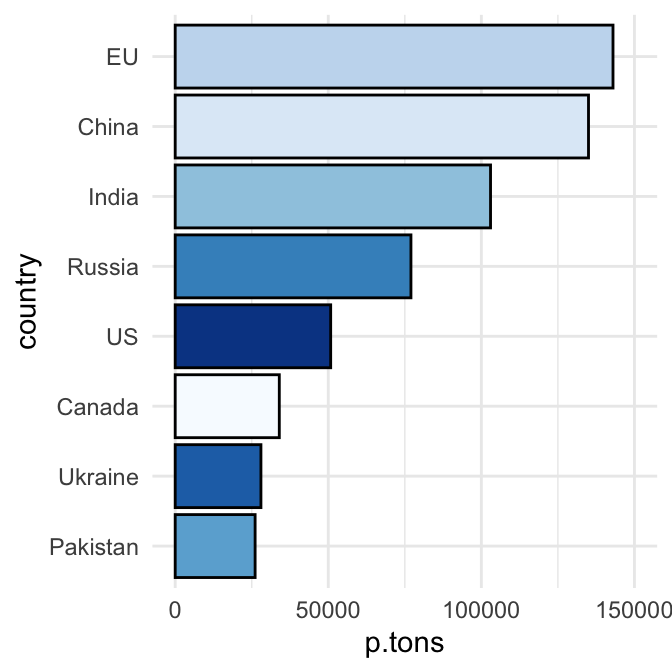 EU
China
India
Russia
US
Canada
Ukraine
Pakistan
country
0 50000 100000 150000
p.tons